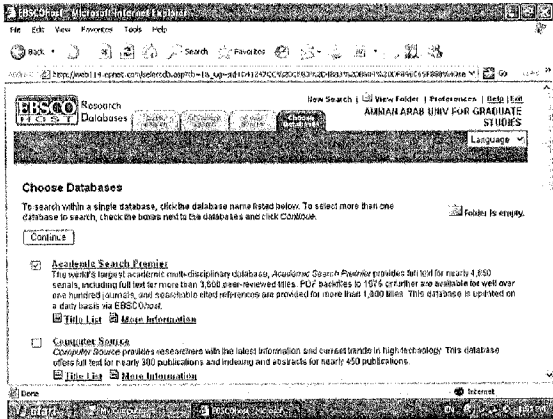 EBSCOhost - Microsoft Internet Explorer
File Edit View Favorites Tools Help
Back Search Favorites
Go
EBSCO HOST Research Databases
New Search | View Folder | Preferences | Help | Exit
AMMAN ARAB UNIV FOR GRADUATE STUDIES
Choose Databases
Language
Choose Databases
To search within a single database, click the database name listed below. To select more than one
database to search, check the boxes next to the databases and click Continue.
Folder is empty.
Continue
Academic Search Premier
The world's largest academic multi-disciplinary database, Academic Search Premier provides full text for nearly 4,650
serials, including full text for more than 3,600 peer-reviewed titles. PDF backfiles to 1975 or further are available for well over
one hundred journals, and searchable cited references are provided for more than 1,000 titles. This database is updated on
a daily basis via EBSCOhost.
Title List More Information
Computer Source
Computer Source provides researchers with the latest information and current trends in high technology. This database
offers full text for nearly 300 publications and indexing and abstracts for nearly 450 publications.
Title List More Information
Done
Internet
start